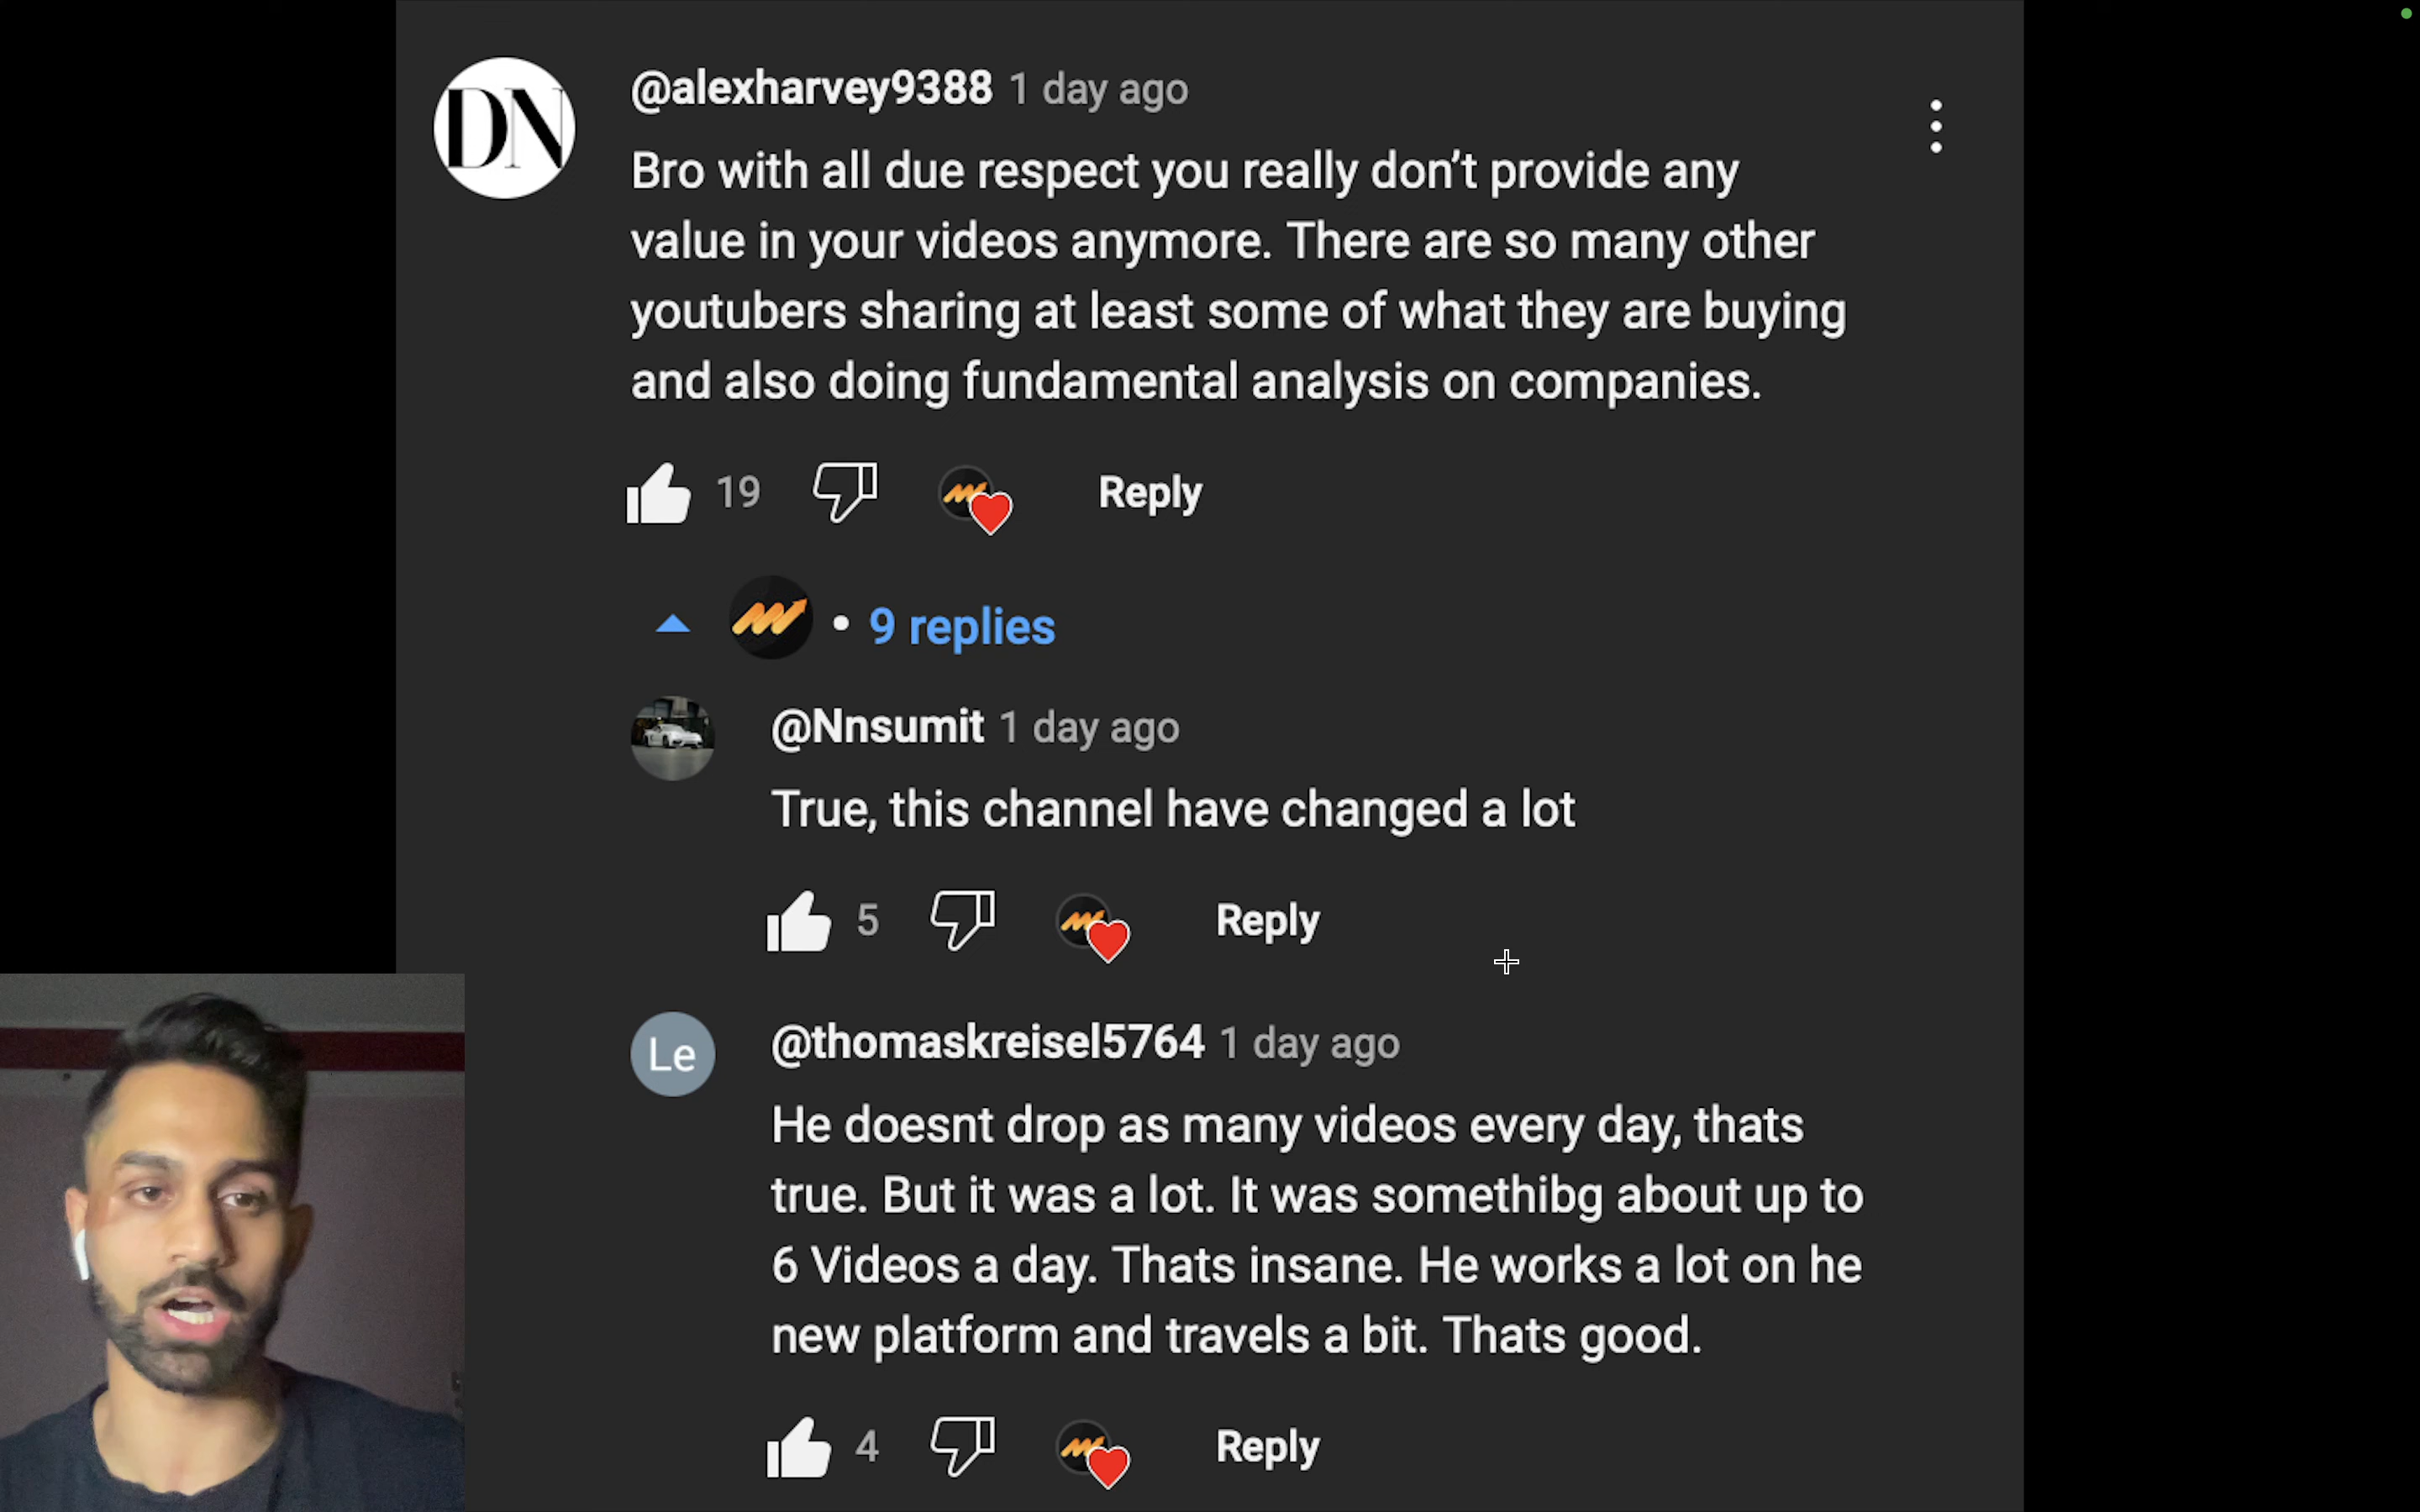 DN
@alexharvey9388 1 day ago
Bro with all due respect you really don’t provide any
value in your videos anymore. There are so many other
youtubers sharing at least some of what they are buying
and also doing fundamental analysis on companies.
19 Reply
• 9 replies
@Nnsumit 1 day ago
True, this channel have changed a lot
5 Reply
Le
@thomaskreisel5764 1 day ago
He doesnt drop as many videos every day, thats
true. But it was a lot. It was somethibg about up to
6 Videos a day. Thats insane. He works a lot on he
new platform and travels a bit. Thats good.
4 Reply